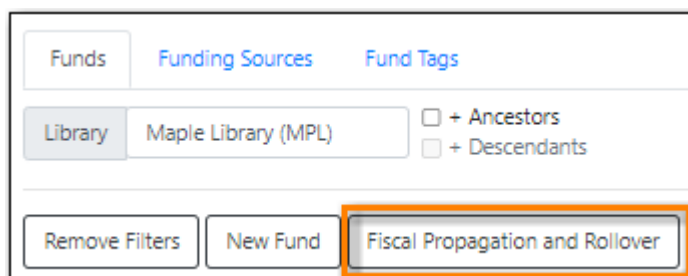 Funds Funding Sources Fund Tags
Library Maple Library (MPL) + Ancestors
+ Descendants
Remove Filters New Fund Fiscal Propagation and Rollover